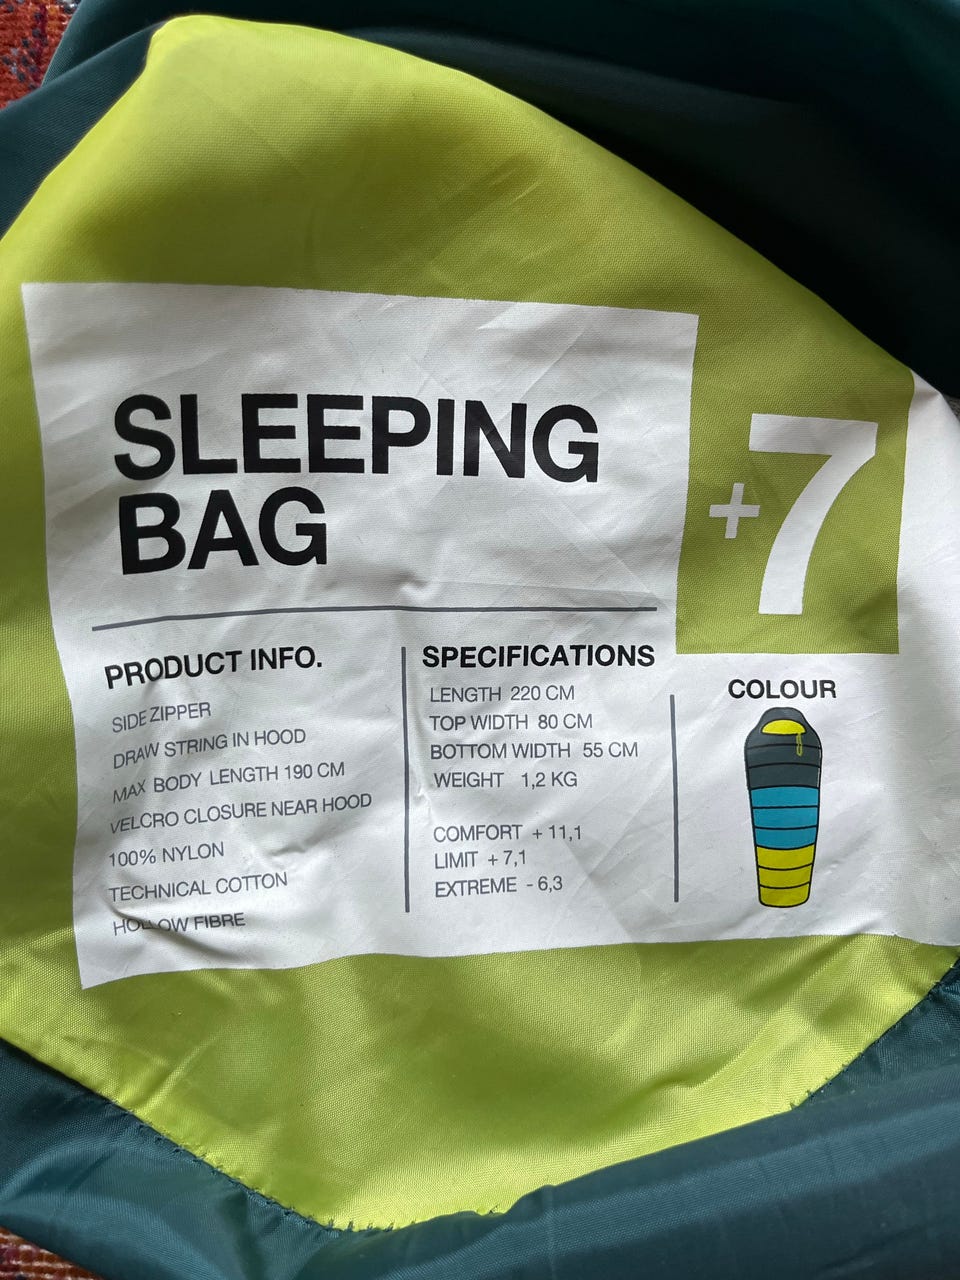 SLEEPING
BAG
+7
PRODUCT INFO.
SIDE ZIPPER
DRAW STRING IN HOOD
MAX BODY LENGTH 190 CM
VELCRO CLOSURE NEAR HOOD
100% NYLON
TECHNICAL COTTON
HOLLOW FIBRE
SPECIFICATIONS
LENGTH 220 CM
TOP WIDTH 80 CM
BOTTOM WIDTH 55 CM
WEIGHT 1,2 KG
COMFORT + 11,1
LIMIT + 7,1
EXTREME - 6,3
COLOUR